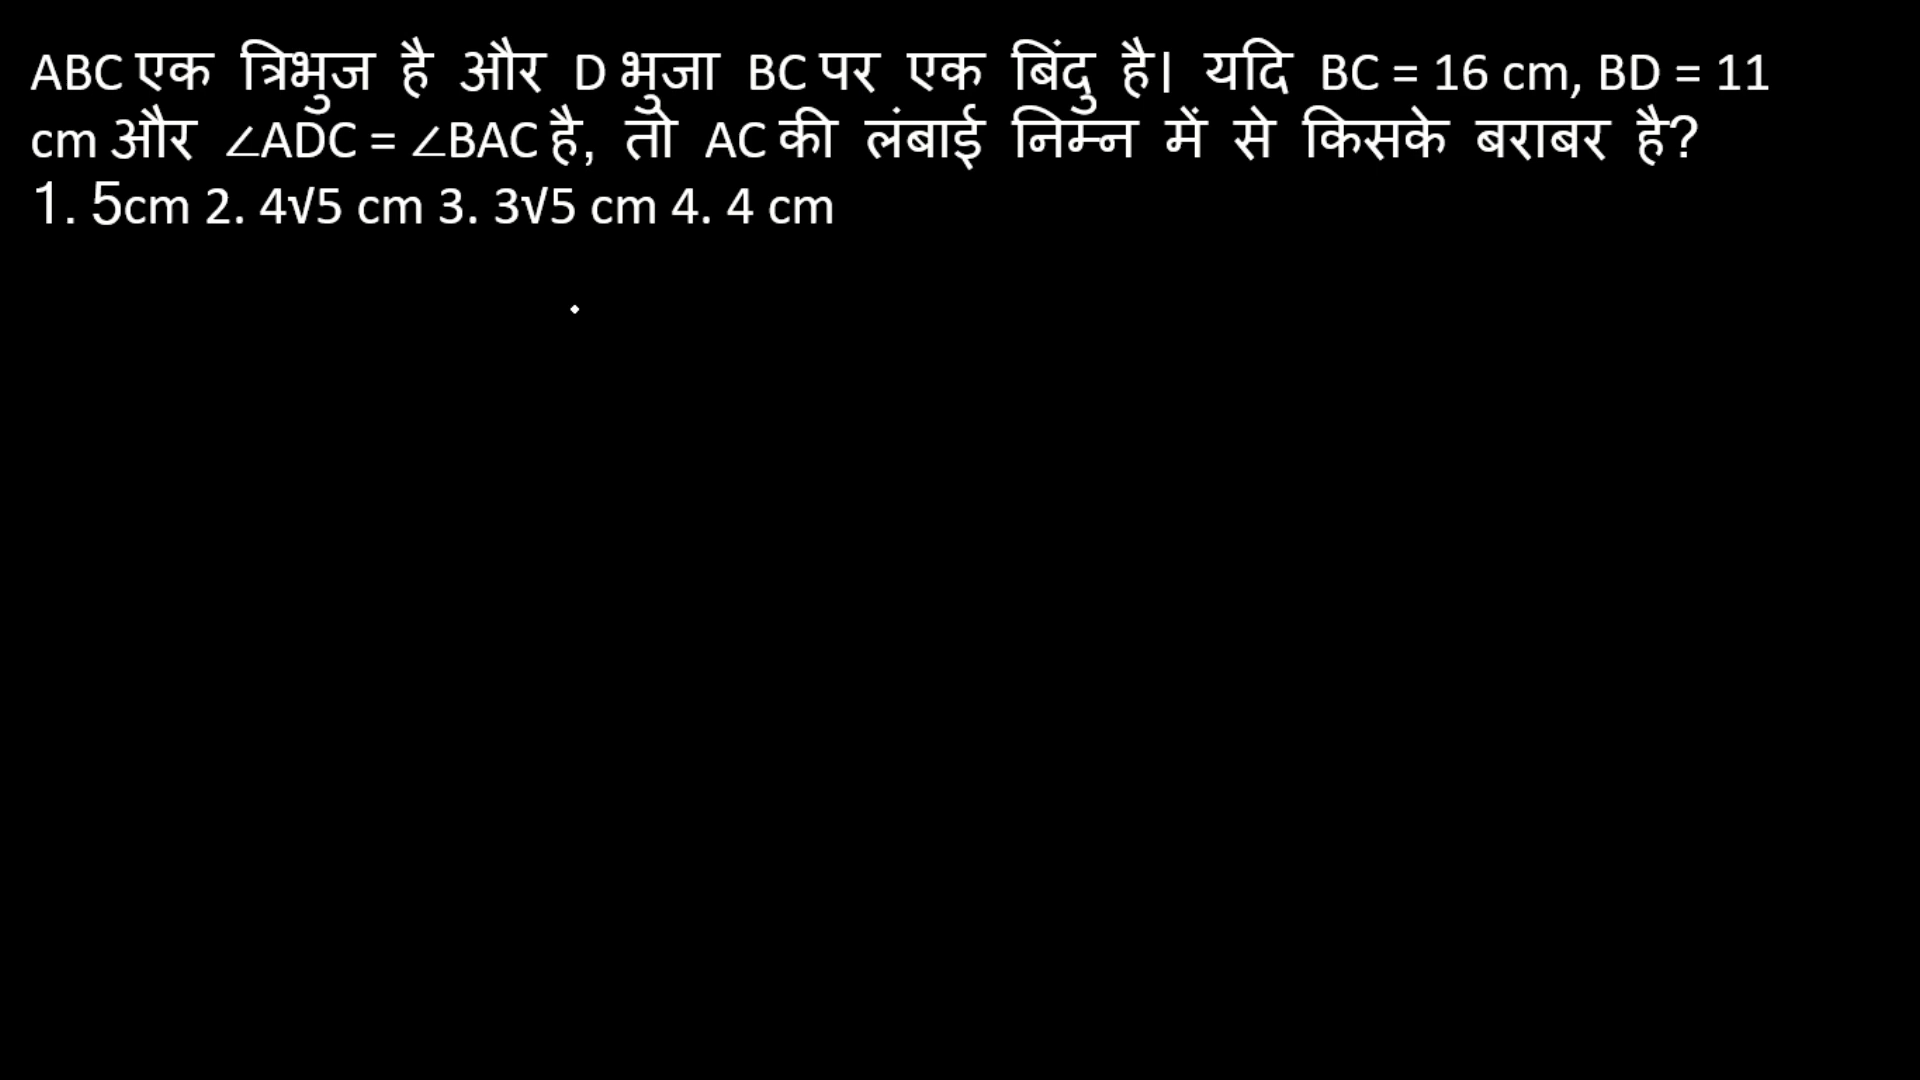 ABC एक त्रिभुज है और D भुजा BC पर एक बिंदु है। यदि BC = 16 cm, BD = 11
cm और ∠ADC = ∠BAC है, तो AC की लंबाई निम्न में से किसके बराबर है?
1. 5cm 2. 4√5 cm 3. 3√5 cm 4. 4 cm